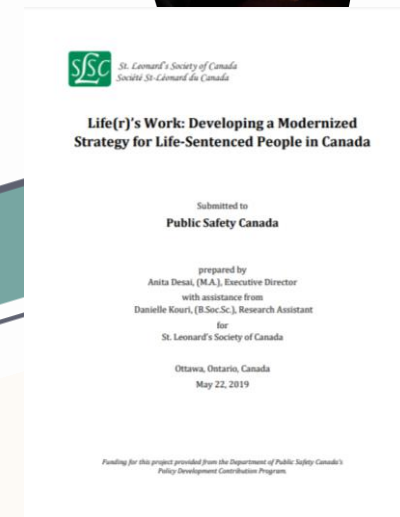 SLSC
St. Leonard's Society of Canada
Société St-Léonard du Canada
Life(r)'s Work: Developing a Modernized
Strategy for Life-Sentenced People in Canada
Submitted to
Public Safety Canada
prepared by
Anita Desai, (M.A.), Executive Director
with assistance from
Danielle Kouri, (B.Soc.Sc.), Research Assistant
for
St. Leonard's Society of Canada
Ottawa, Ontario, Canada
May 22, 2019
Funding for this project provided from the Department of Public Safety Canada's
Policy Development Contribution Program.